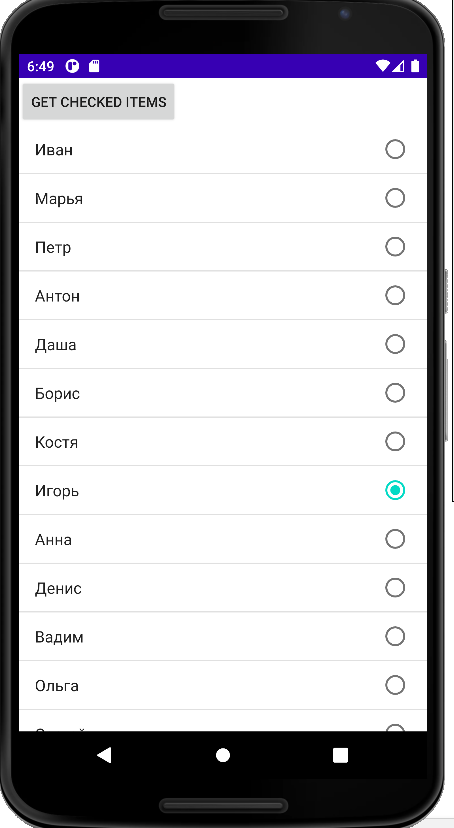 6:49
GET CHECKED ITEMS
Иван
Марья
Петр
Антон
Даша
Борис
Костя
Игорь
Анна
Денис
Вадим
Ольга